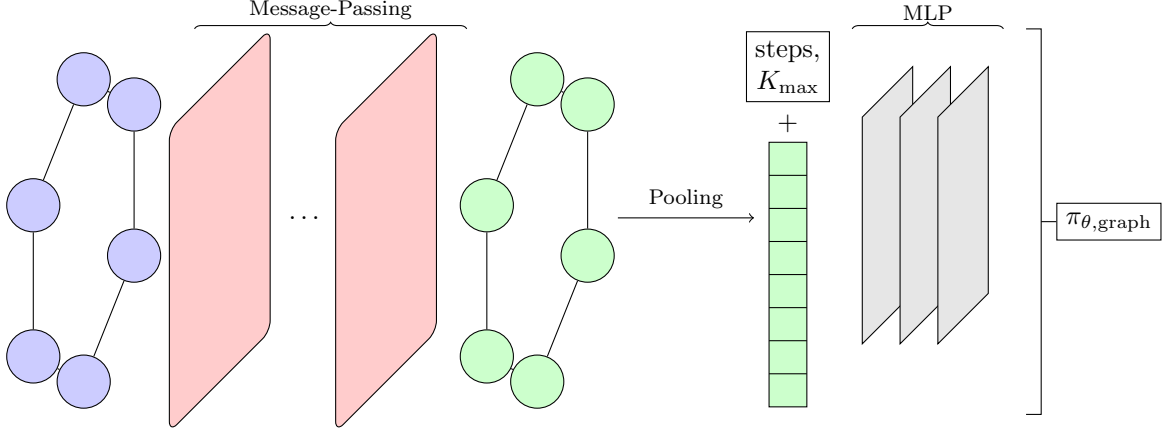 Message-Passing
MLP
steps,
K_max
+
...
Pooling
π_θ,graph